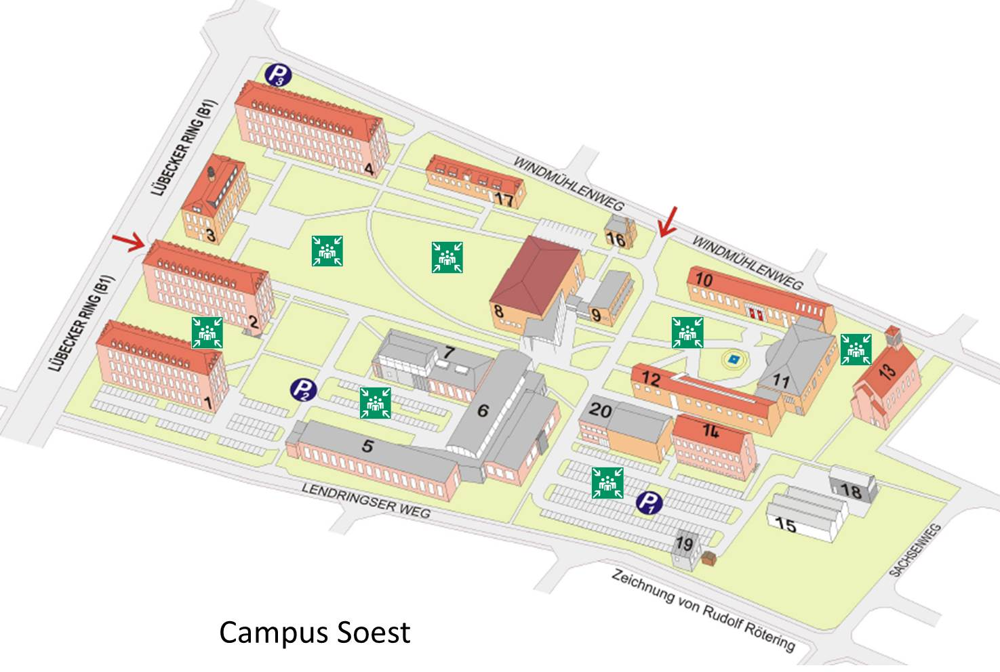 P3
LÜBECKER RING (B1)
4
WINDMÜHLENWEG
17
3
16
WINDMÜHLENWEG
10
8
9
2
LÜBECKER RING (B1)
7
13
12
11
1
P2
6
20
14
5
LENDRINGSER WEG
P1
18
15
19
SACHSENWEG
Zeichnung von Rudolf Rötering
Campus Soest